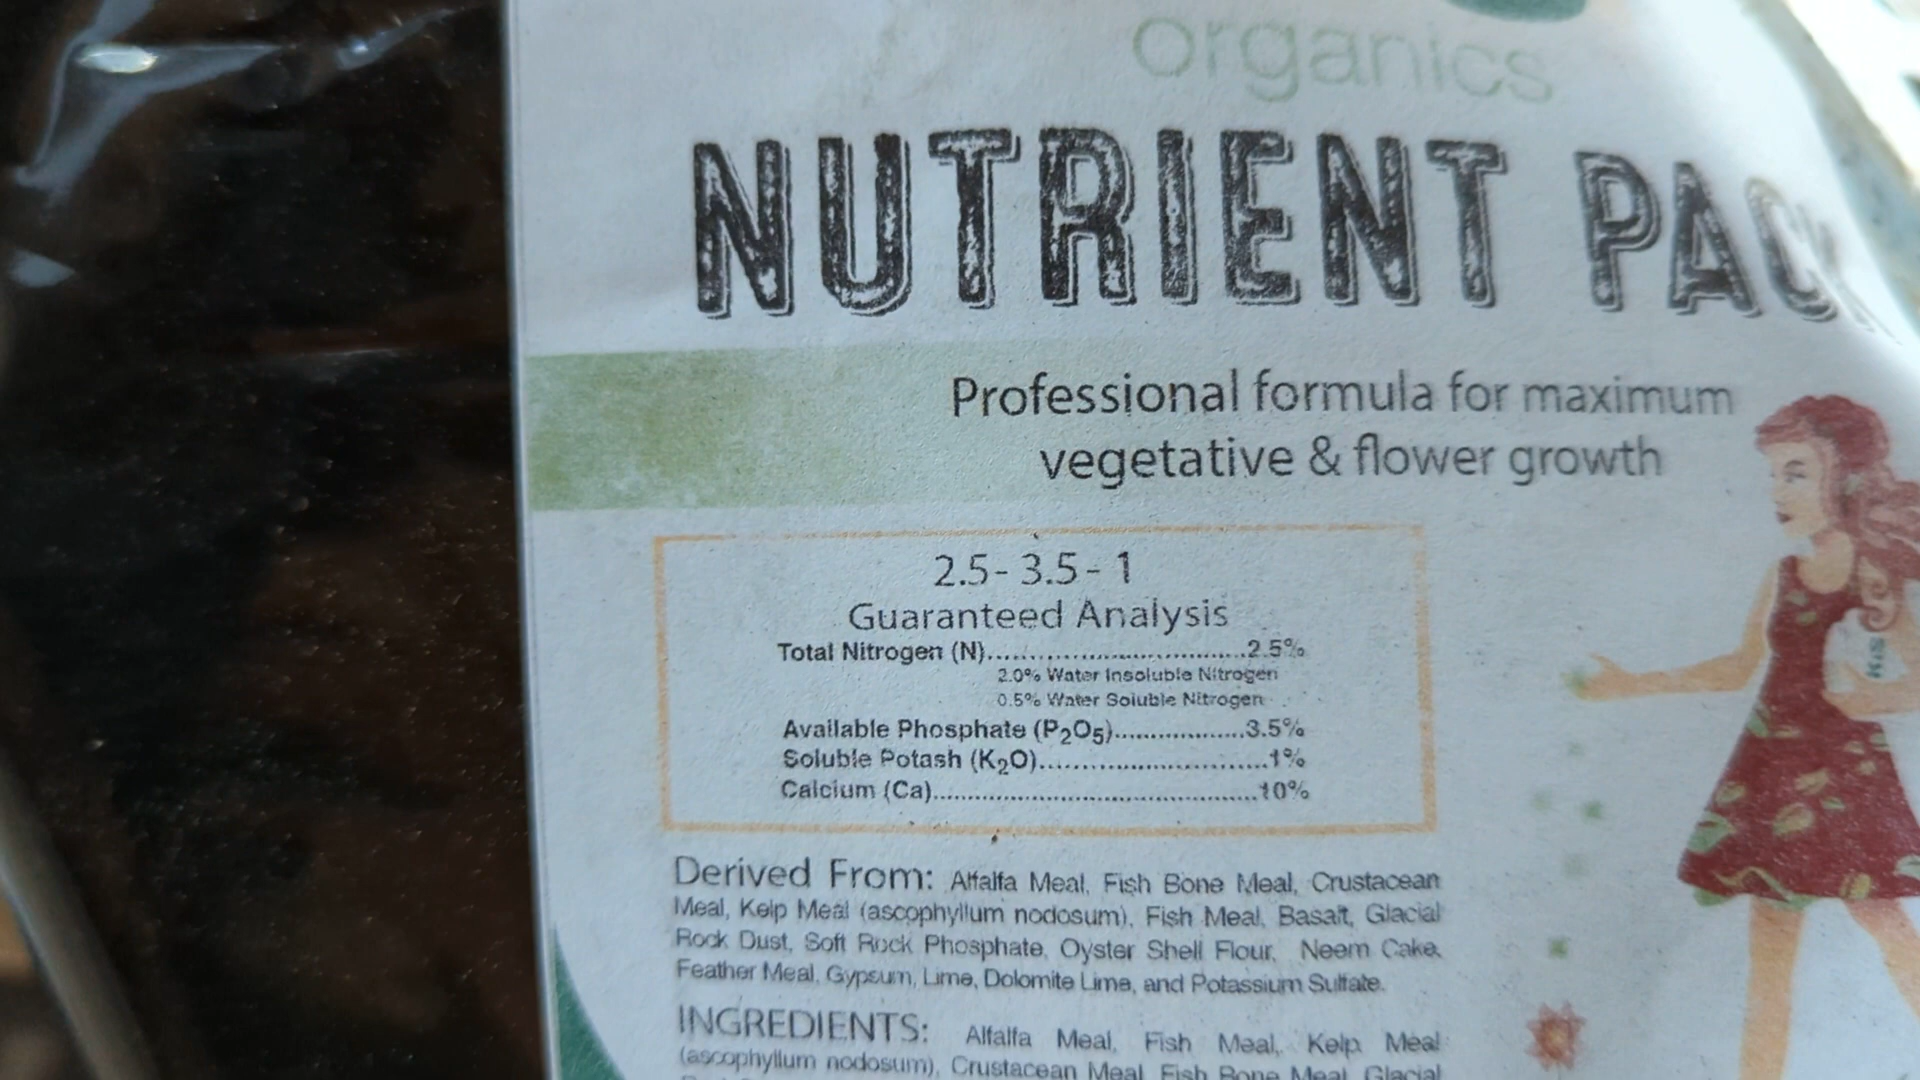 organics
NUTRIENT PACK
Professional formula for maximum
vegetative & flower growth
2.5- 3.5- 1
Guaranteed Analysis
Total Nitrogen (N)..........................................2.5%
2.0% Water Insoluble Nitrogen
0.5% Water Soluble Nitrogen
Available Phosphate (P₂O₅)..................3.5%
Soluble Potash (K₂O)................................1%
Calcium (Ca).................................................10%
Derived From: Alfalfa Meal, Fish Bone Meal, Crustacean
Meal, Kelp Meal (ascophyllum nodosum), Fish Meal, Basalt, Glacial
Rock Dust, Soft Rock Phosphate, Oyster Shell Flour, Neem Cake,
Feather Meal, Gypsum, Lime, Dolomite Lime, and Potassium Sulfate.
INGREDIENTS: Alfalfa Meal, Fish Meal, Kelp Meal
(ascophyllum nodosum), Crustacean Meal, Fish Bone Meal, Glacial